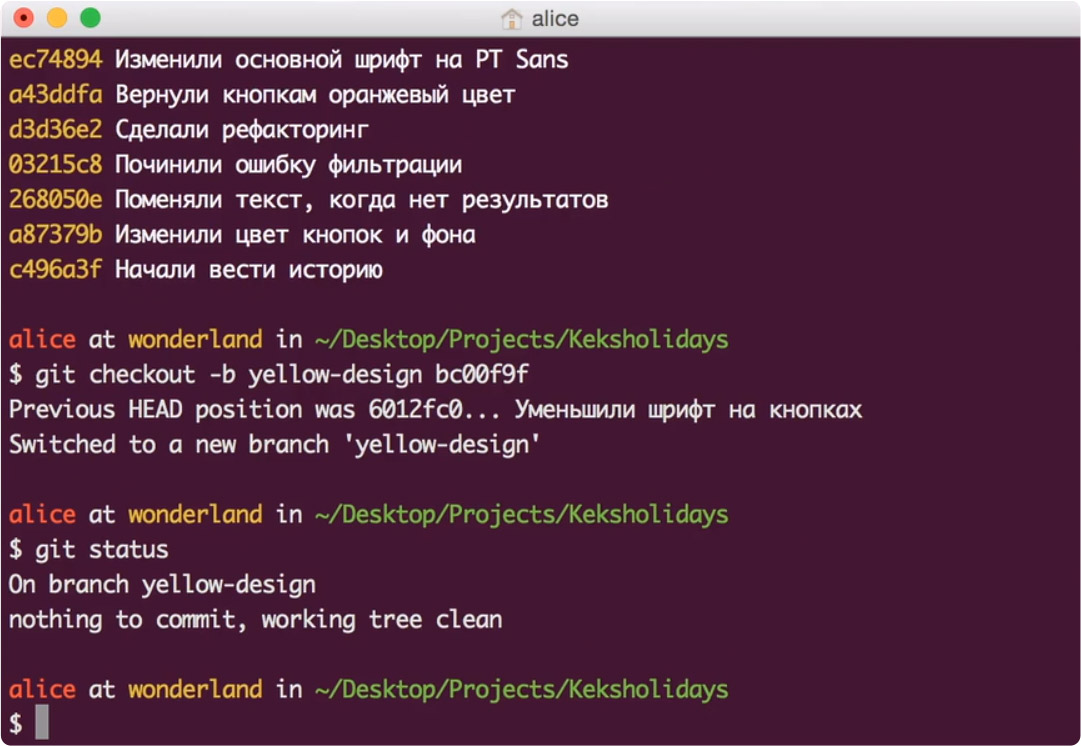 alice
ec74894 Изменили основной шрифт на PT Sans
a43ddfa Вернули кнопкам оранжевый цвет
d3d36e2 Сделали рефакторинг
03215c8 Починили ошибку фильтрации
268050e Поменяли текст, когда нет результатов
a87379b Изменили цвет кнопок и фона
c496a3f Начали вести историю
alice at wonderland in ~/Desktop/Projects/Keksholidays
$ git checkout -b yellow-design bc00f9f
Previous HEAD position was 6012fc0... Уменьшили шрифт на кнопках
Switched to a new branch 'yellow-design'
alice at wonderland in ~/Desktop/Projects/Keksholidays
$ git status
On branch yellow-design
nothing to commit, working tree clean
alice at wonderland in ~/Desktop/Projects/Keksholidays
$